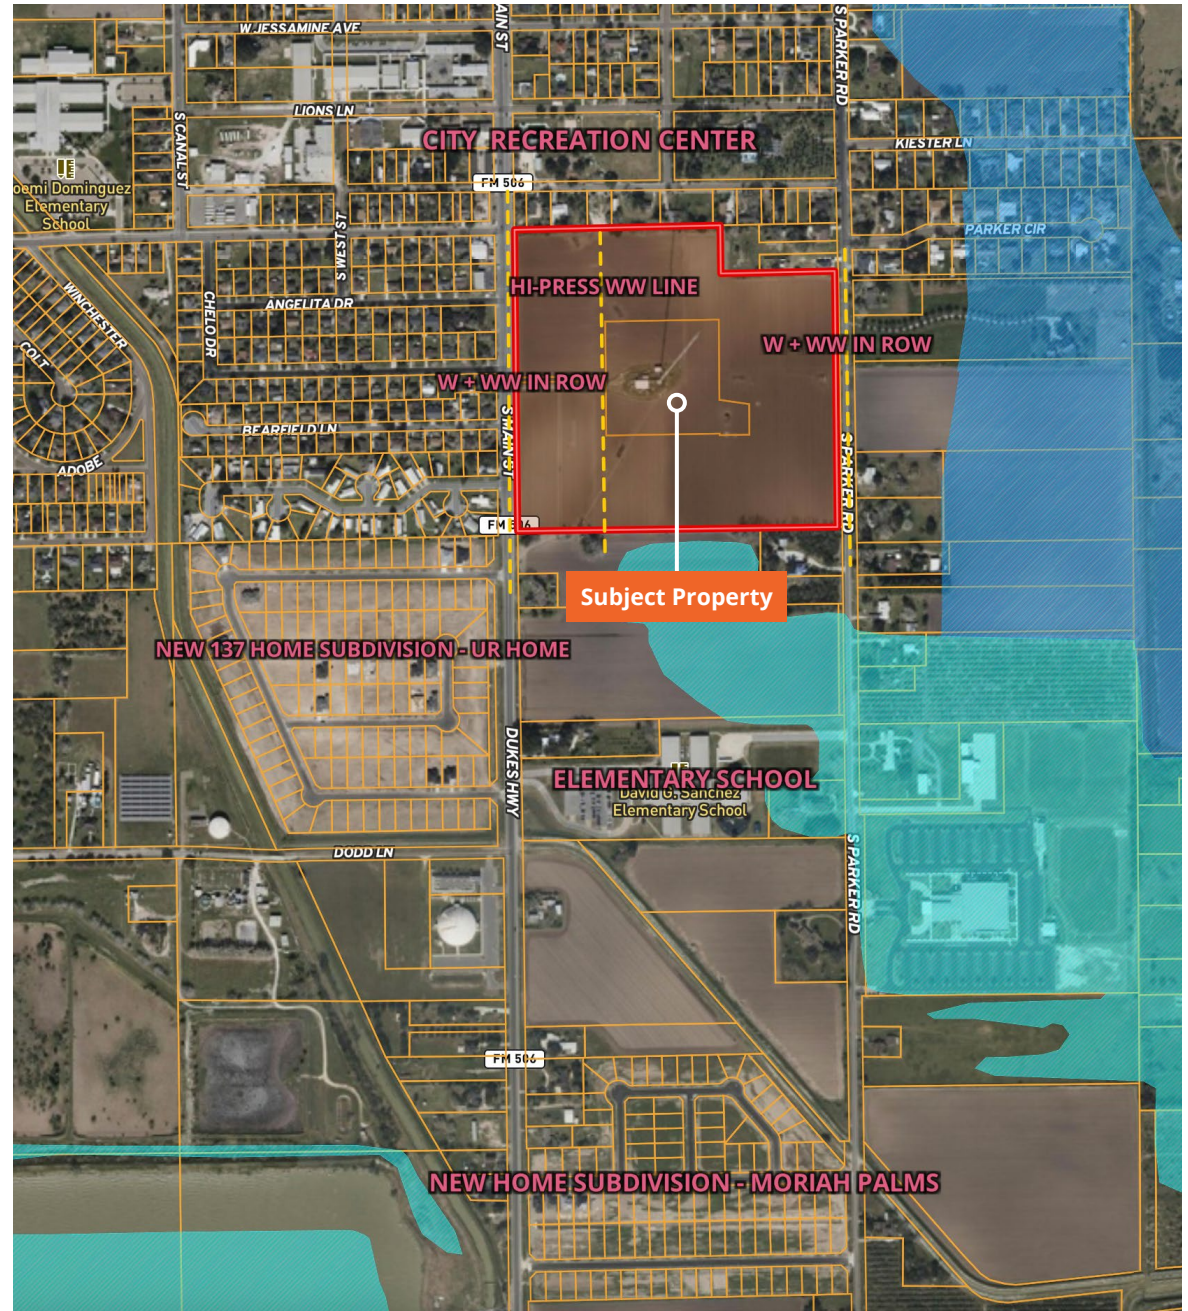 W JESSAMINE AVE
AIN ST
S PARKER RD
LIONS LN
S CANAL ST
CITY RECREATION CENTER
KIESTER LN
oemi Dominguez
Elementary
School
FM 506
S WEST ST
PARKER CIR
HI-PRESS WW LINE
WINCHESTER
ANGELITA DR
CHELO DR
COLT
W + WW IN ROW
W + WW IN ROW
S MAIN ST
BEARFIELD LN
S PARKER RD
ADOBE
FM 506
Subject Property
NEW 137 HOME SUBDIVISION - UR HOME
DUKES HWY
ELEMENTARY SCHOOL
David G. Sanchez
Elementary School
DODD LN
S PARKER RD
FM 506
NEW HOME SUBDIVISION - MORIAH PALMS